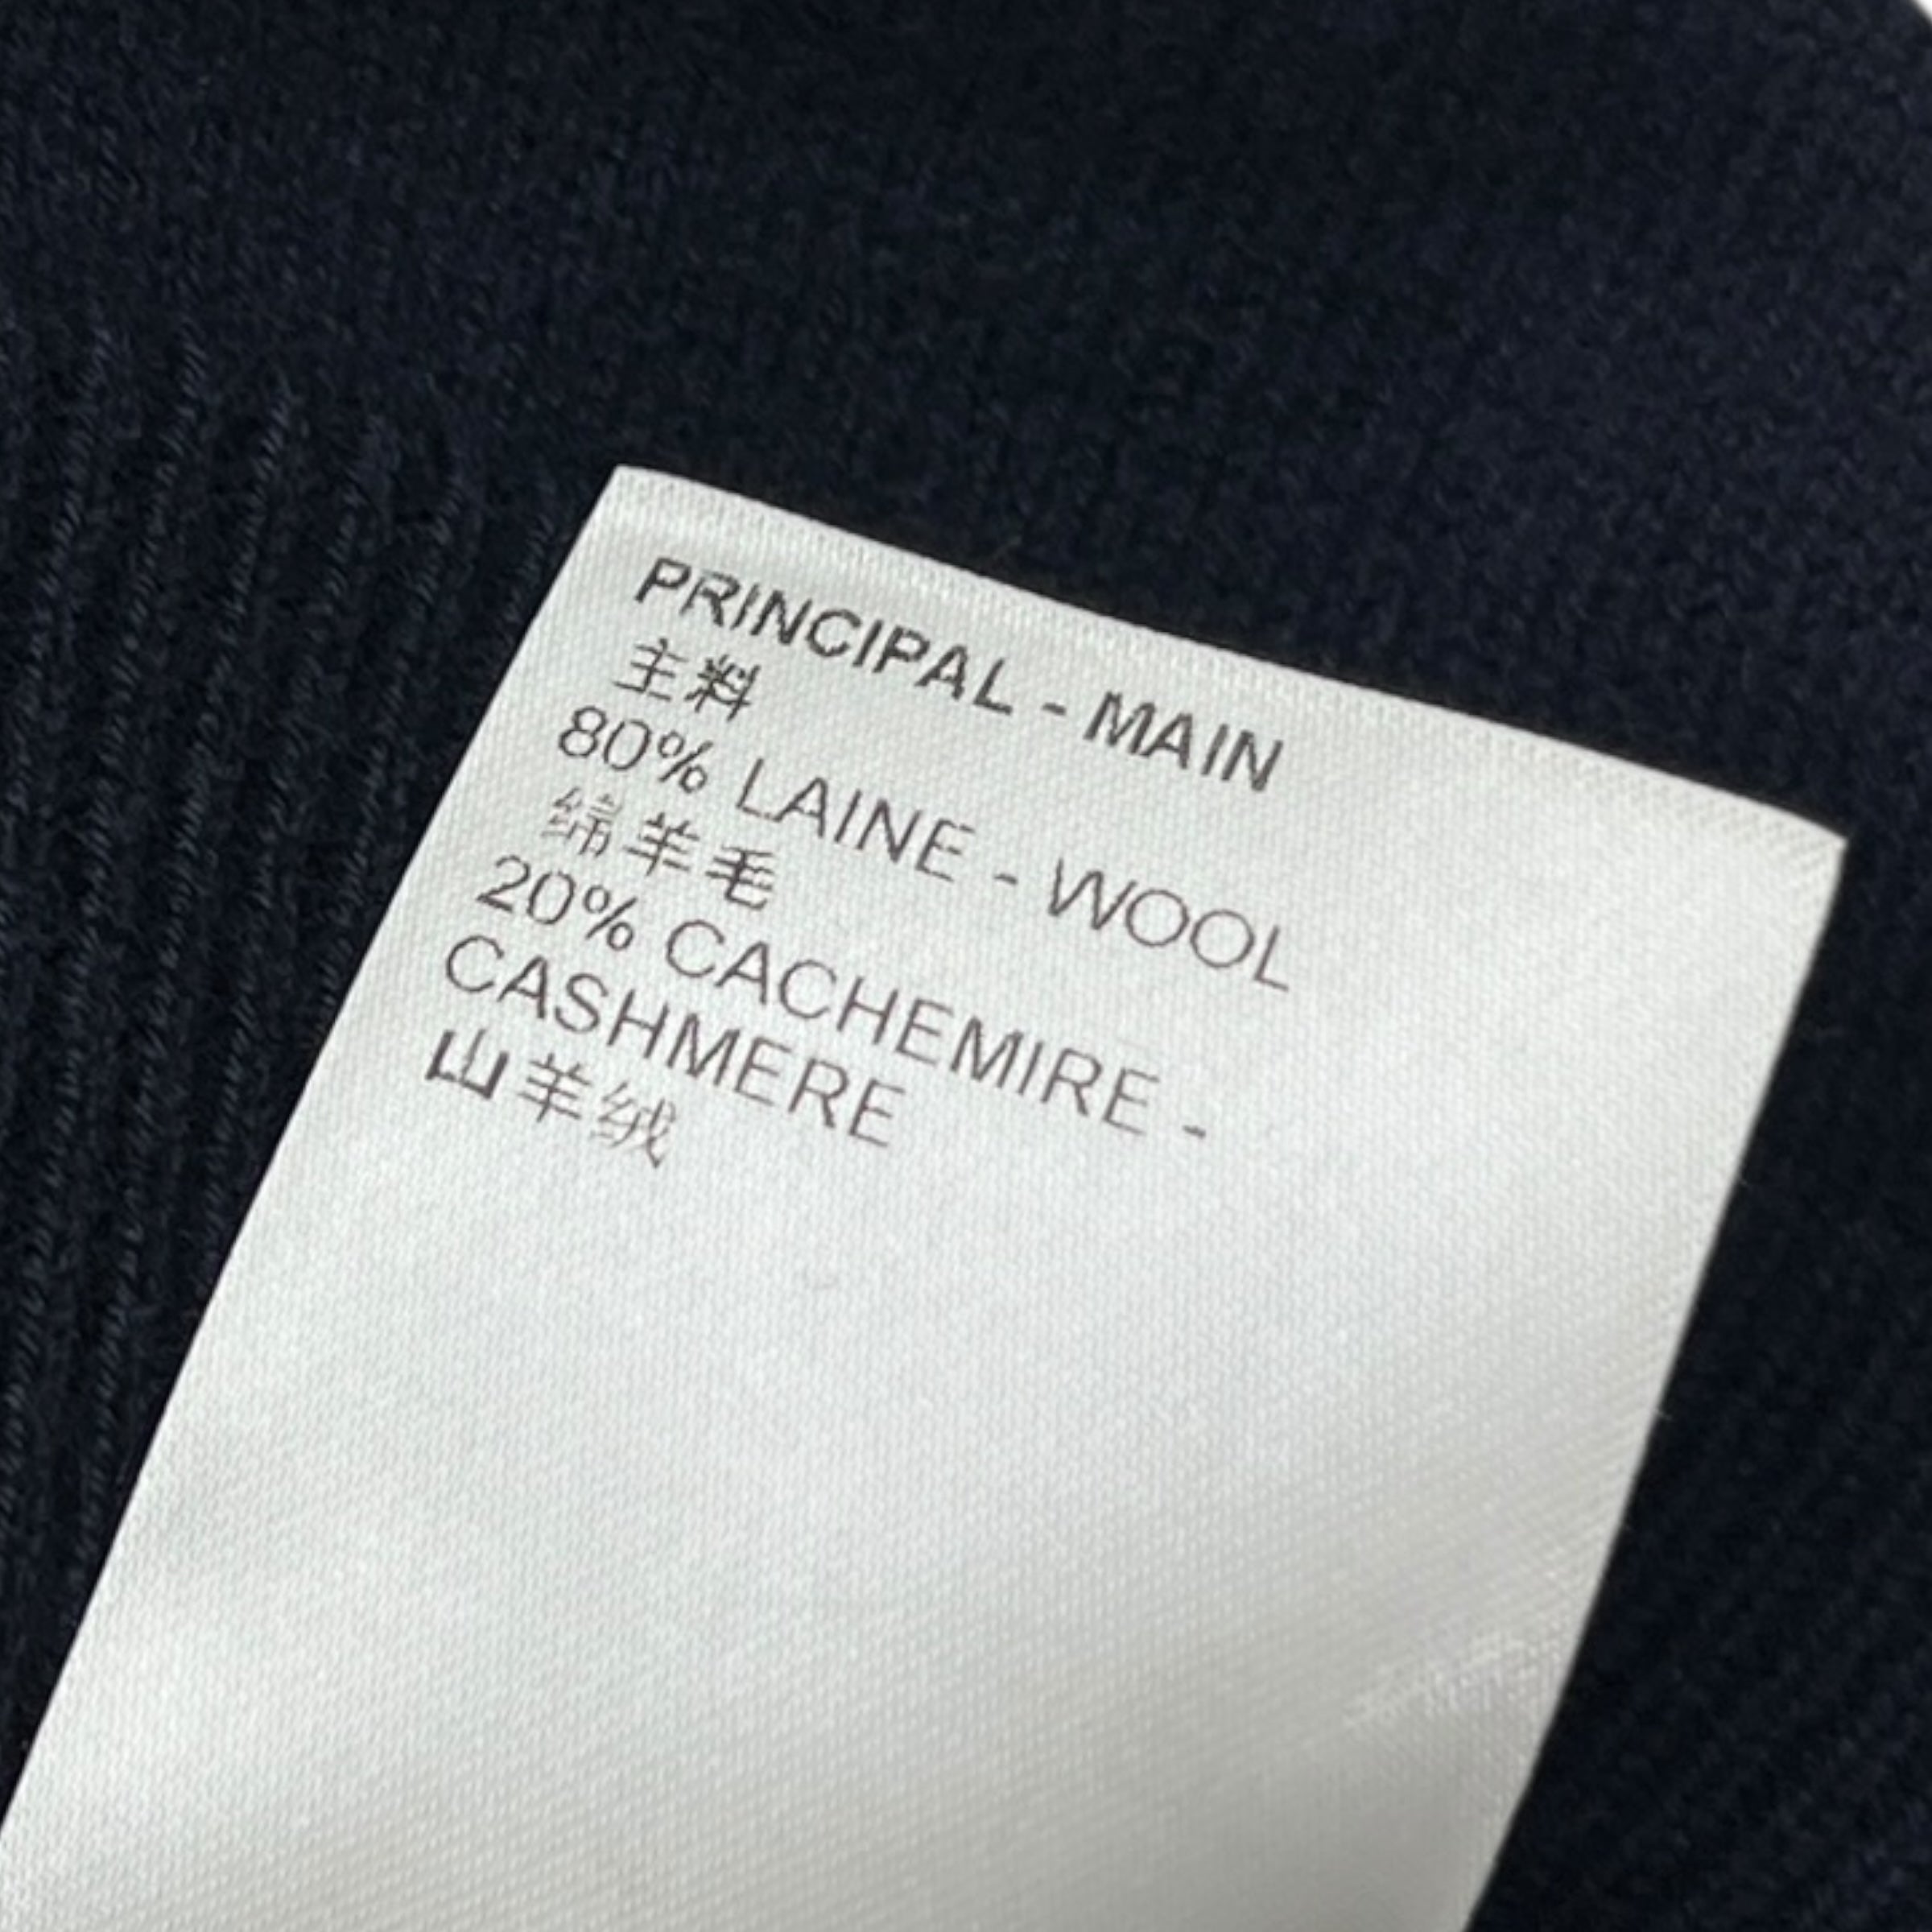 PRINCIPAL - MAIN
主料
80% LAINE - WOOL
绵羊毛
20% CACHEMIRE -
CASHMERE
山羊绒